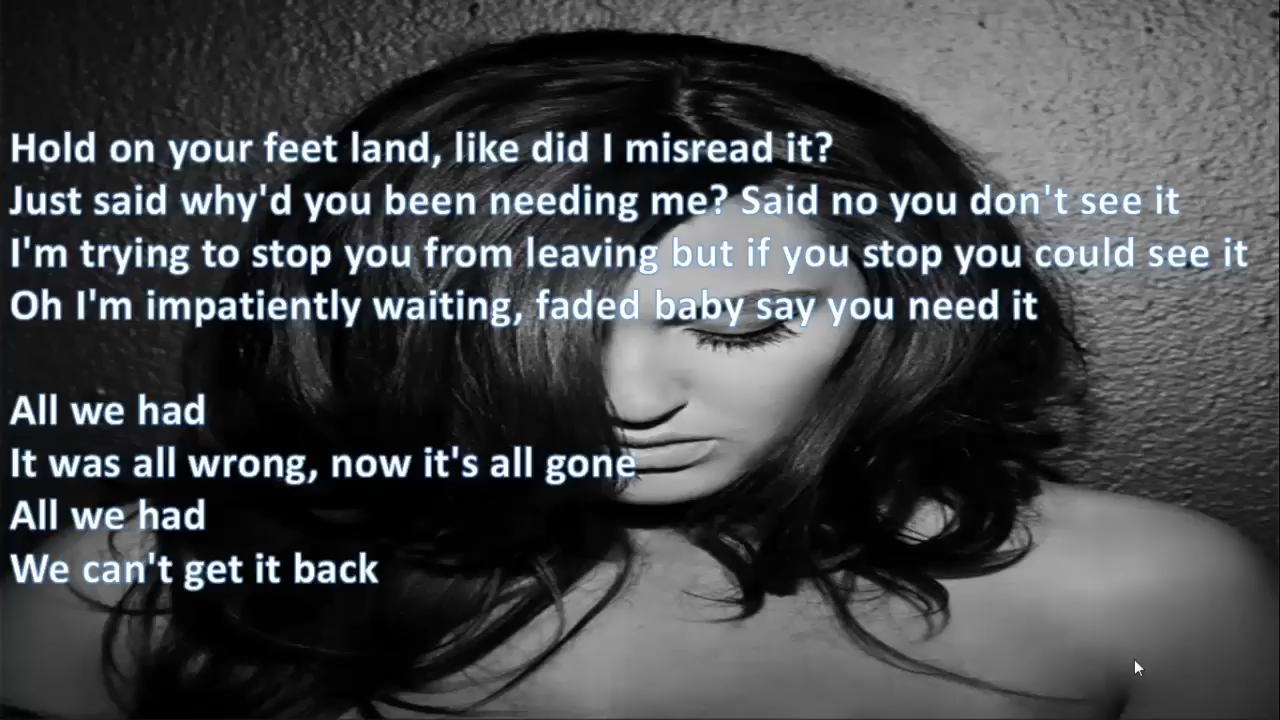 Hold on your feet land, like did I misread it?
Just said why'd you been needing me? Said no you don't see it
I'm trying to stop you from leaving but if you stop you could see it
Oh I'm impatiently waiting, faded baby say you need it
All we had
It was all wrong, now it's all gone
All we had
We can't get it back